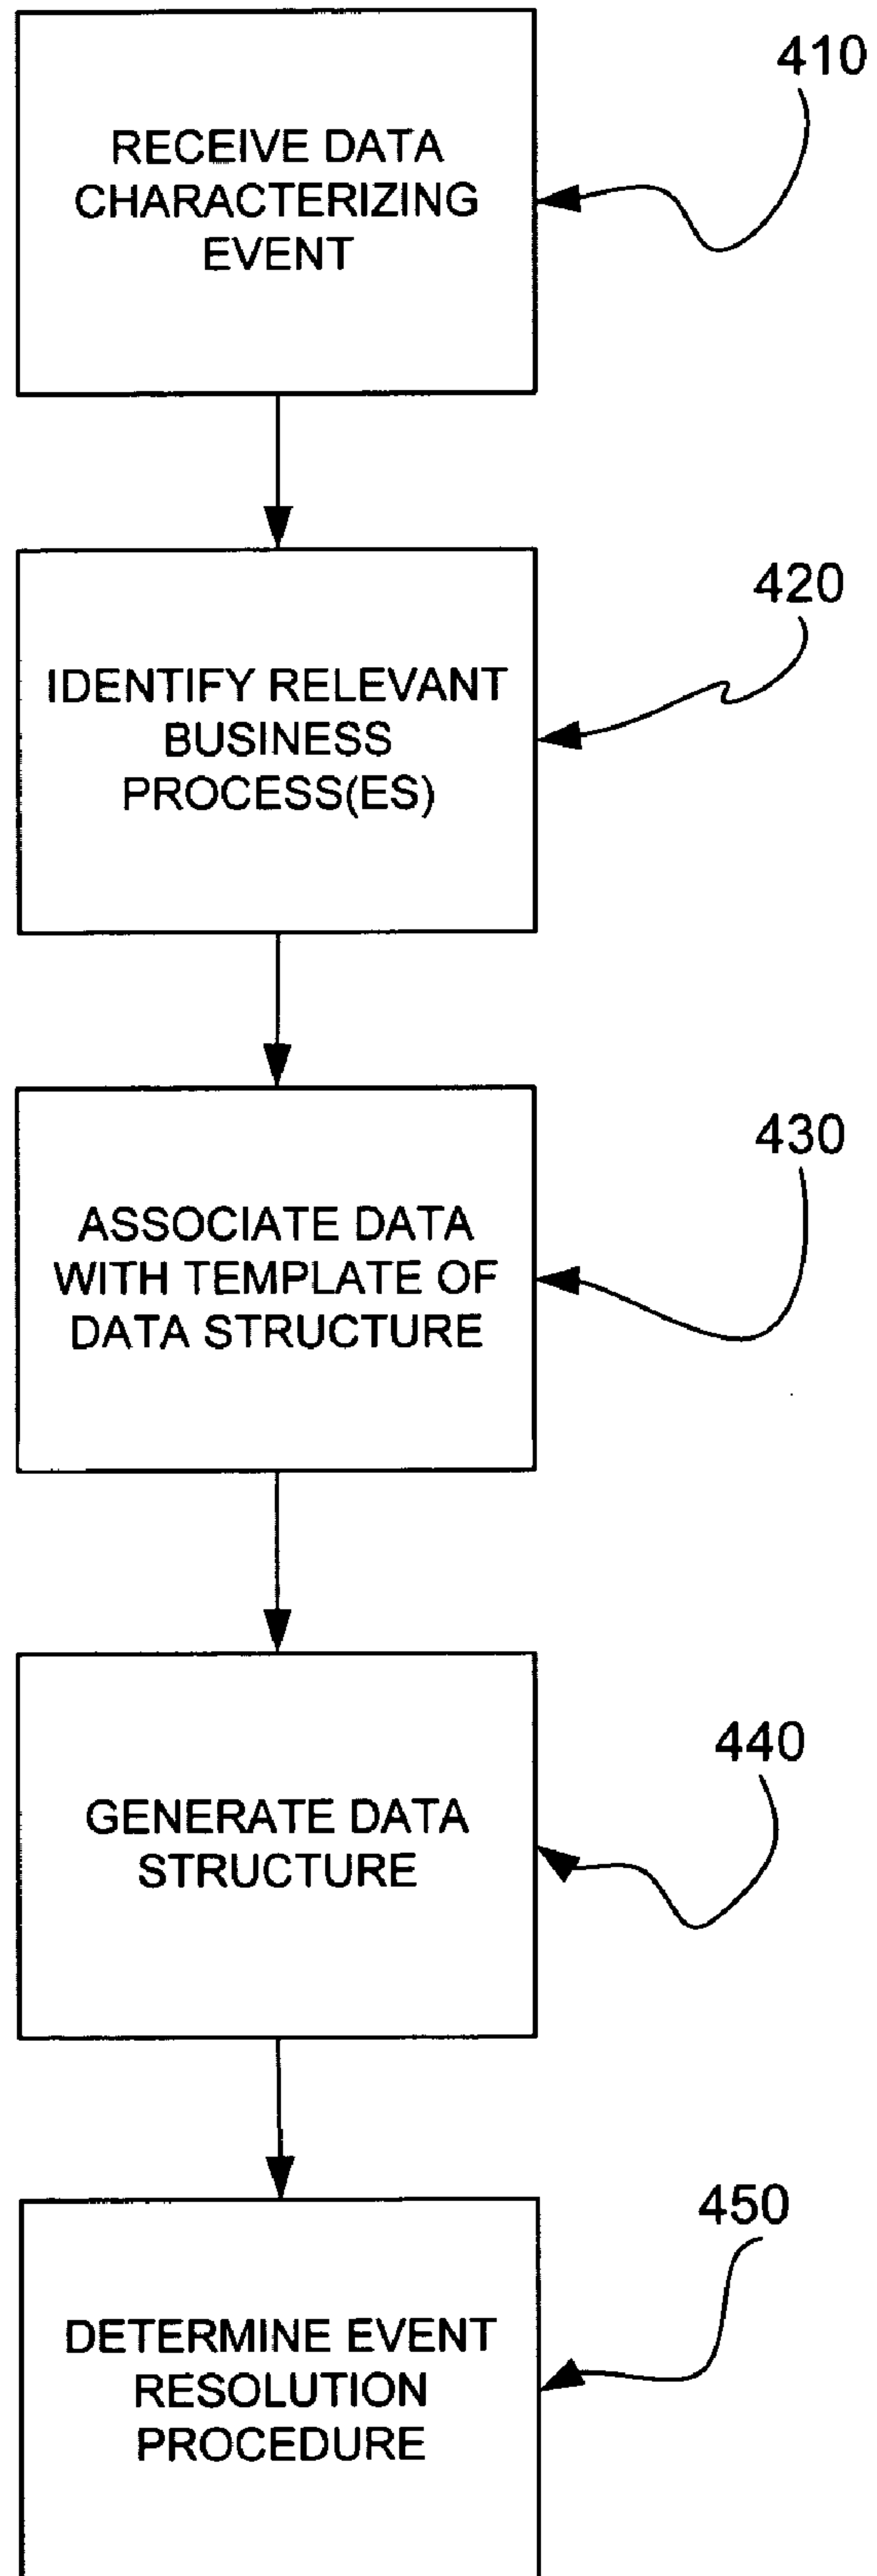 410
RECEIVE DATA
CHARACTERIZING
EVENT
420
IDENTIFY RELEVANT
BUSINESS
PROCESS(ES)
430
ASSOCIATE DATA
WITH TEMPLATE OF
DATA STRUCTURE
440
GENERATE DATA
STRUCTURE
450
DETERMINE EVENT
RESOLUTION
PROCEDURE